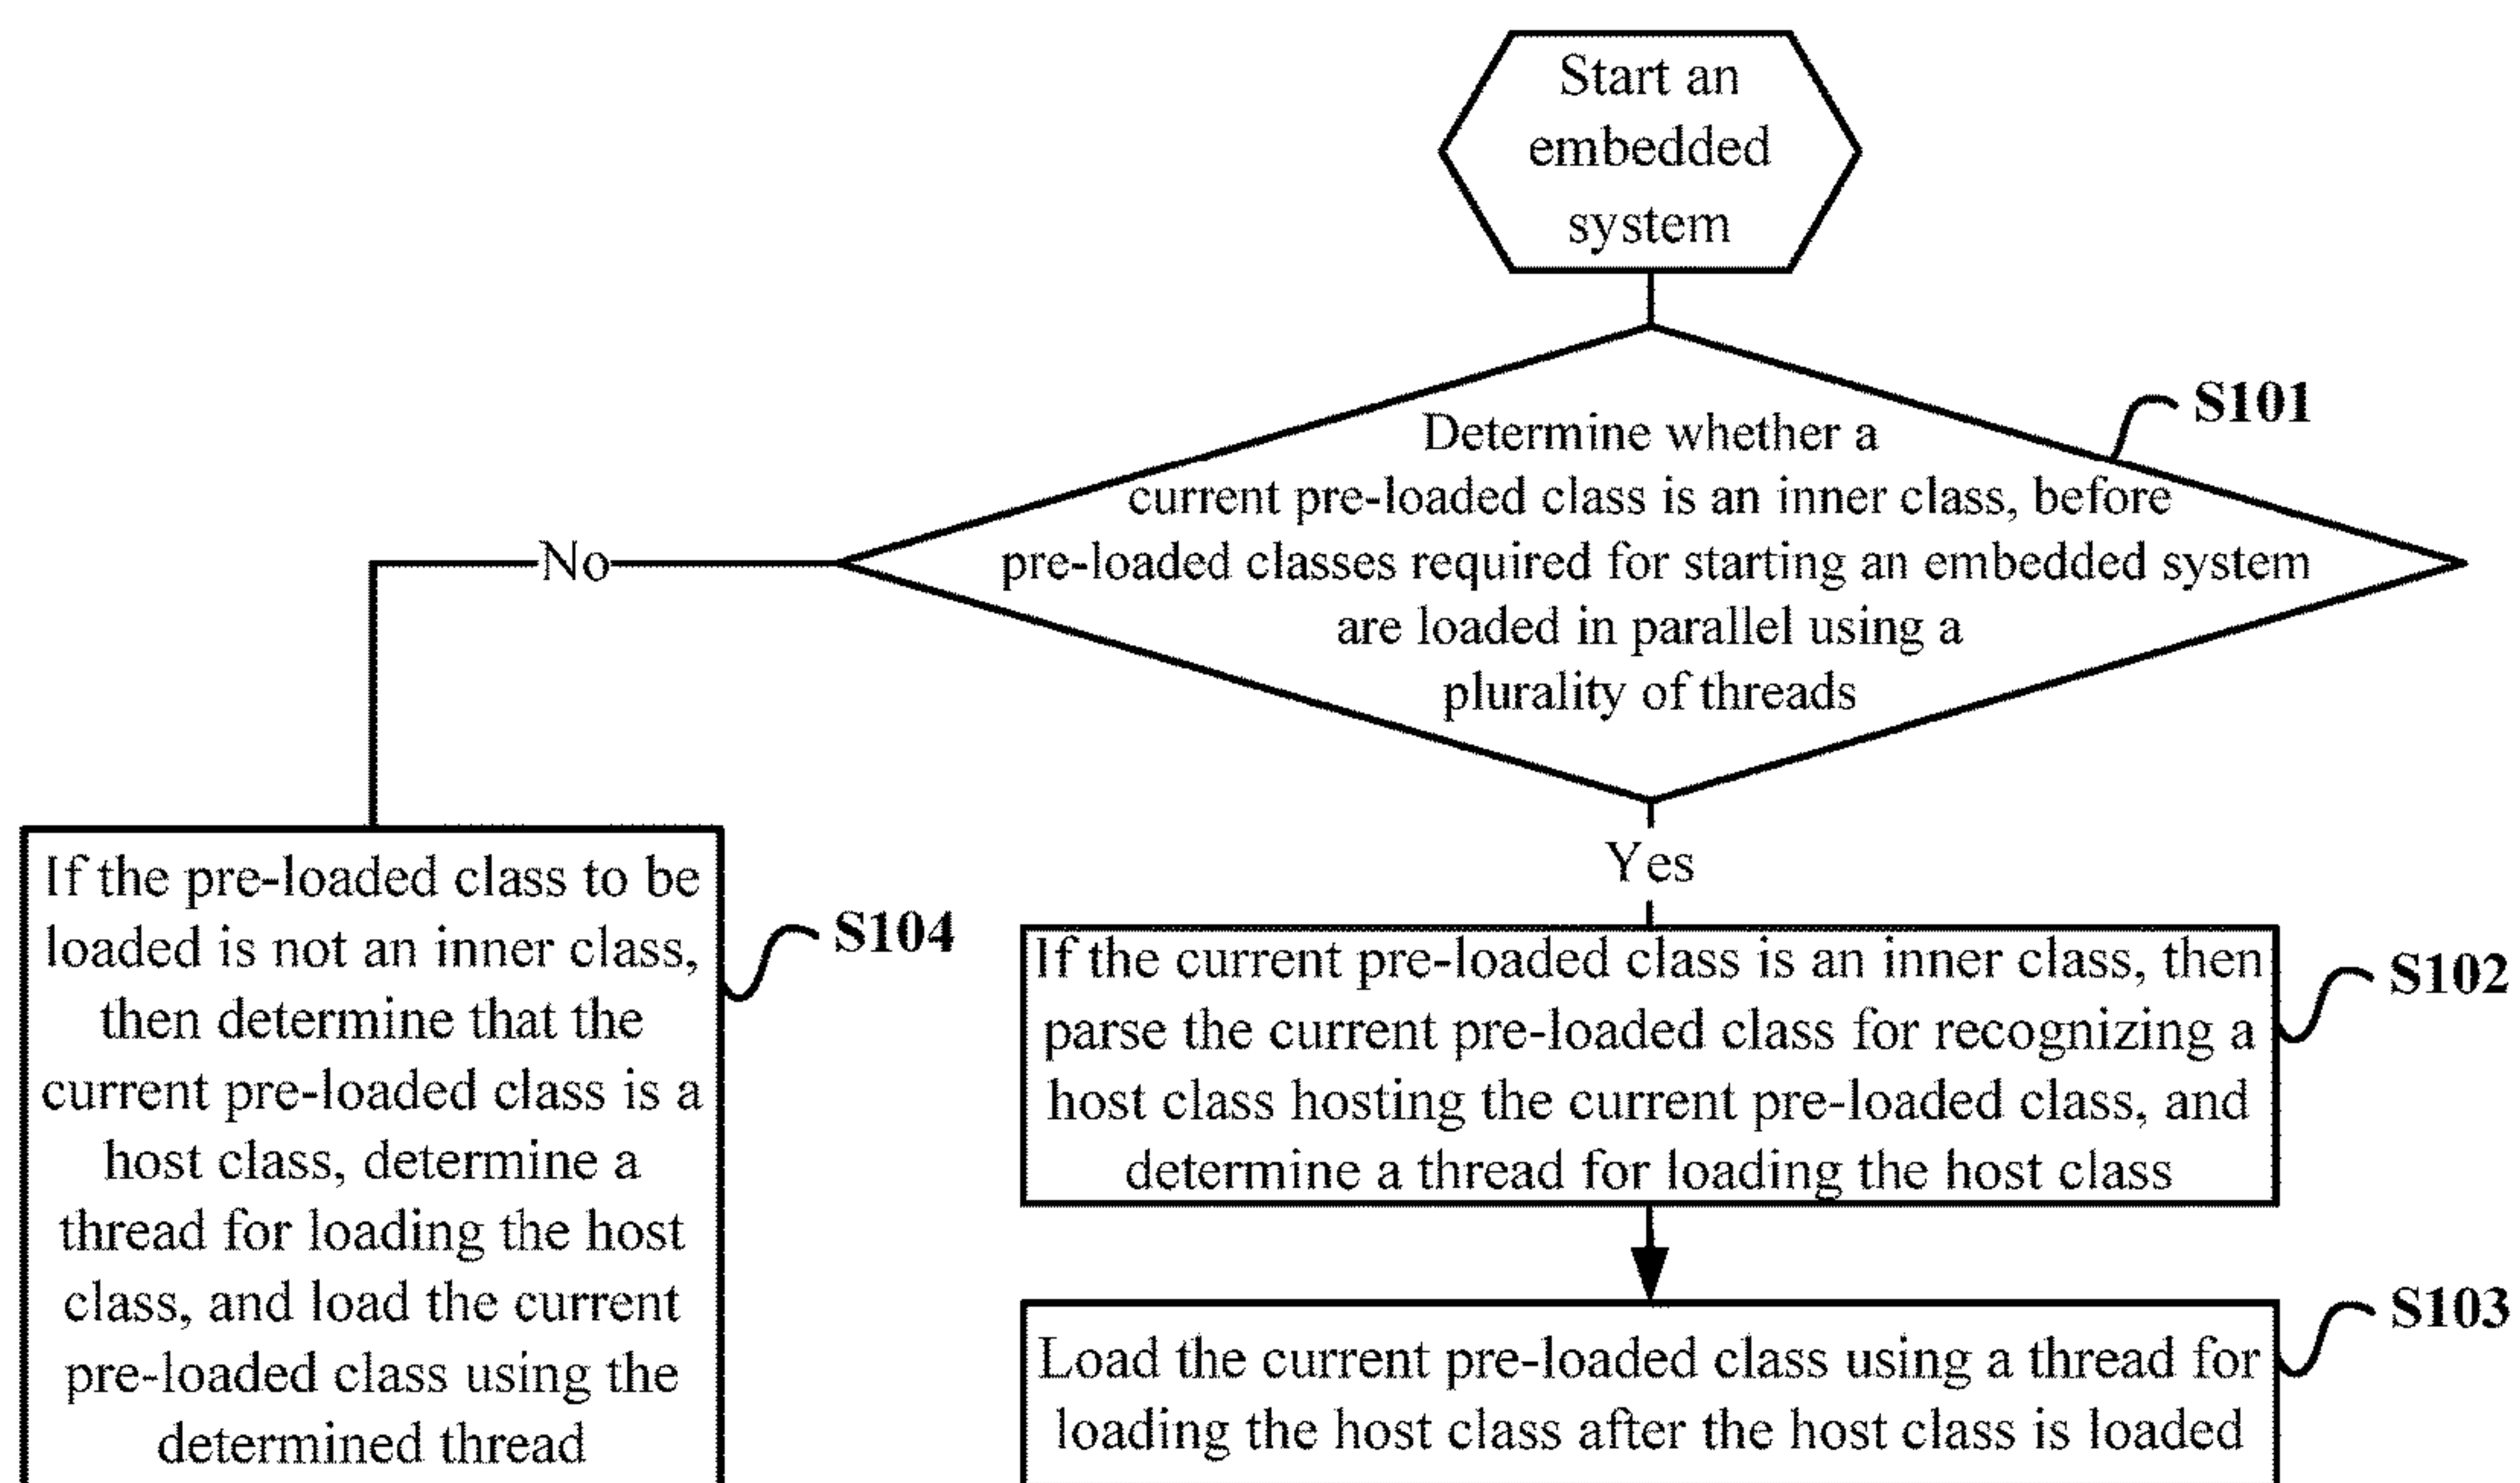 Start an
embedded
system
S101
Determine whether a
current pre-loaded class is an inner class, before
pre-loaded classes required for starting an embedded system
are loaded in parallel using a
plurality of threads
No
Yes
If the pre-loaded class to be
loaded is not an inner class,
then determine that the
current pre-loaded class is a
host class, determine a
thread for loading the host
class, and load the current
pre-loaded class using the
determined thread
S104
If the current pre-loaded class is an inner class, then
parse the current pre-loaded class for recognizing a
host class hosting the current pre-loaded class, and
determine a thread for loading the host class
S102
Load the current pre-loaded class using a thread for
loading the host class after the host class is loaded
S103